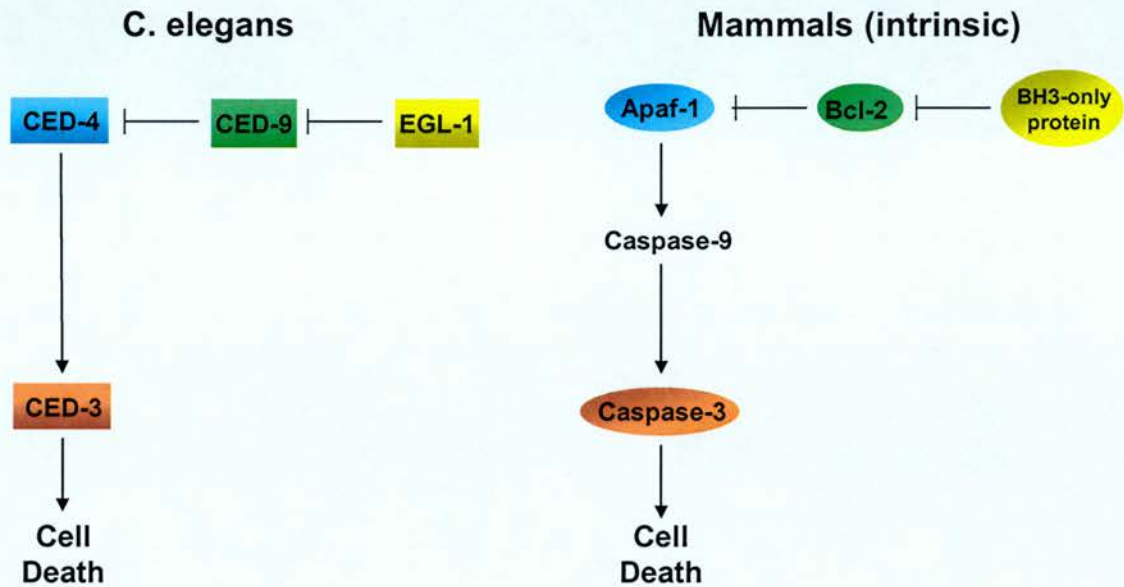 C. elegans
CED-4
CED-9
EGL-1
CED-3
Cell
Death
Mammals (intrinsic)
Apaf-1
Bcl-2
BH3-only
protein
Caspase-9
Caspase-3
Cell
Death